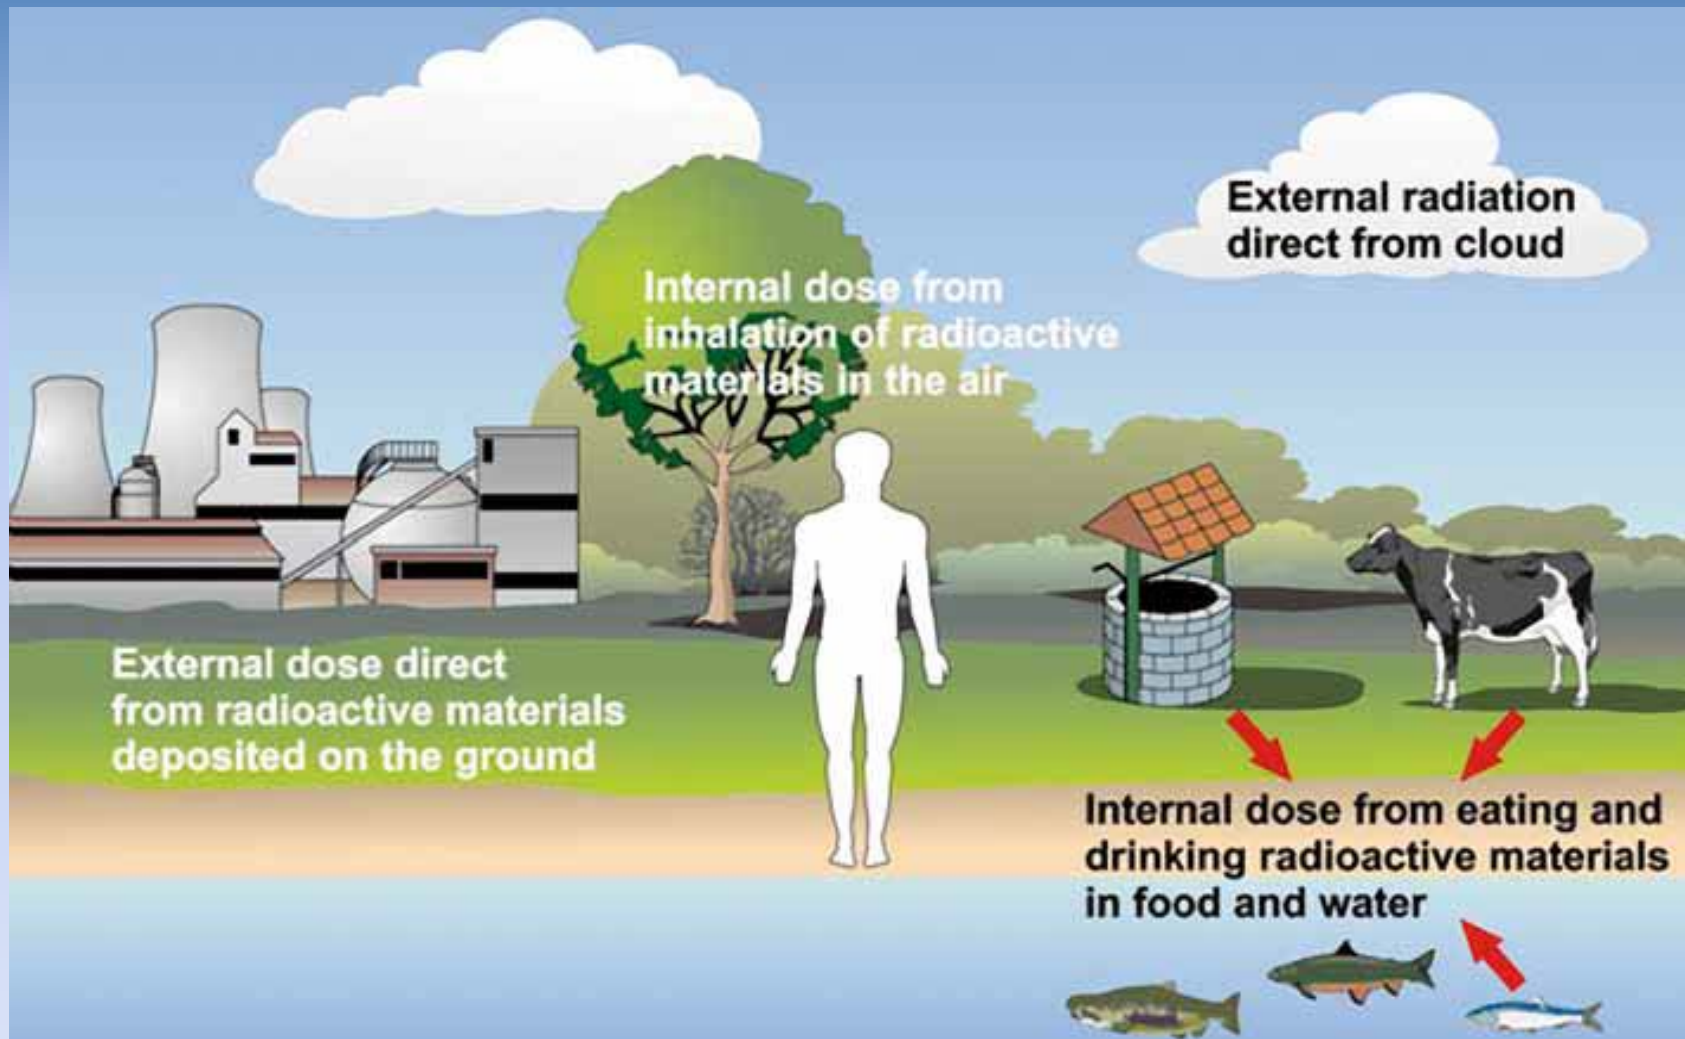 External radiation
direct from cloud
Internal dose from
inhalation of radioactive
materials in the air
External dose direct
from radioactive materials
deposited on the ground
Internal dose from eating and
drinking radioactive materials
in food and water